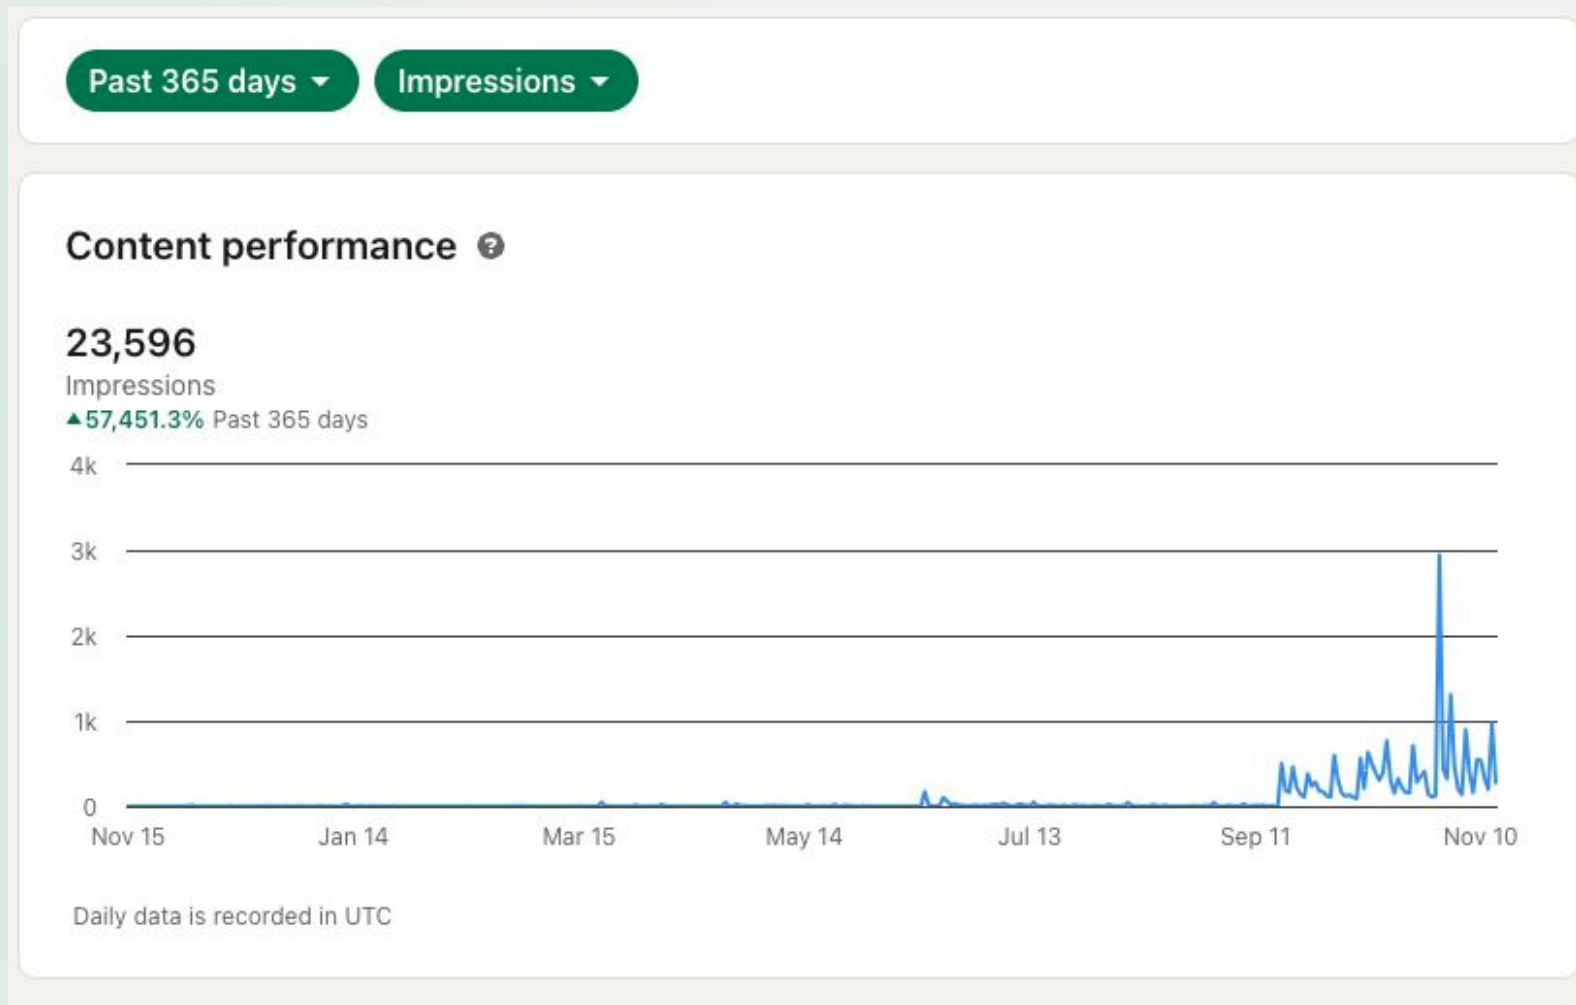 Past 365 days Impressions
Content performance
23,596
Impressions
57,451.3% Past 365 days
4k
3k
2k
1k
0
Nov 15 Jan 14 Mar 15 May 14 Jul 13 Sep 11 Nov 10
Daily data is recorded in UTC